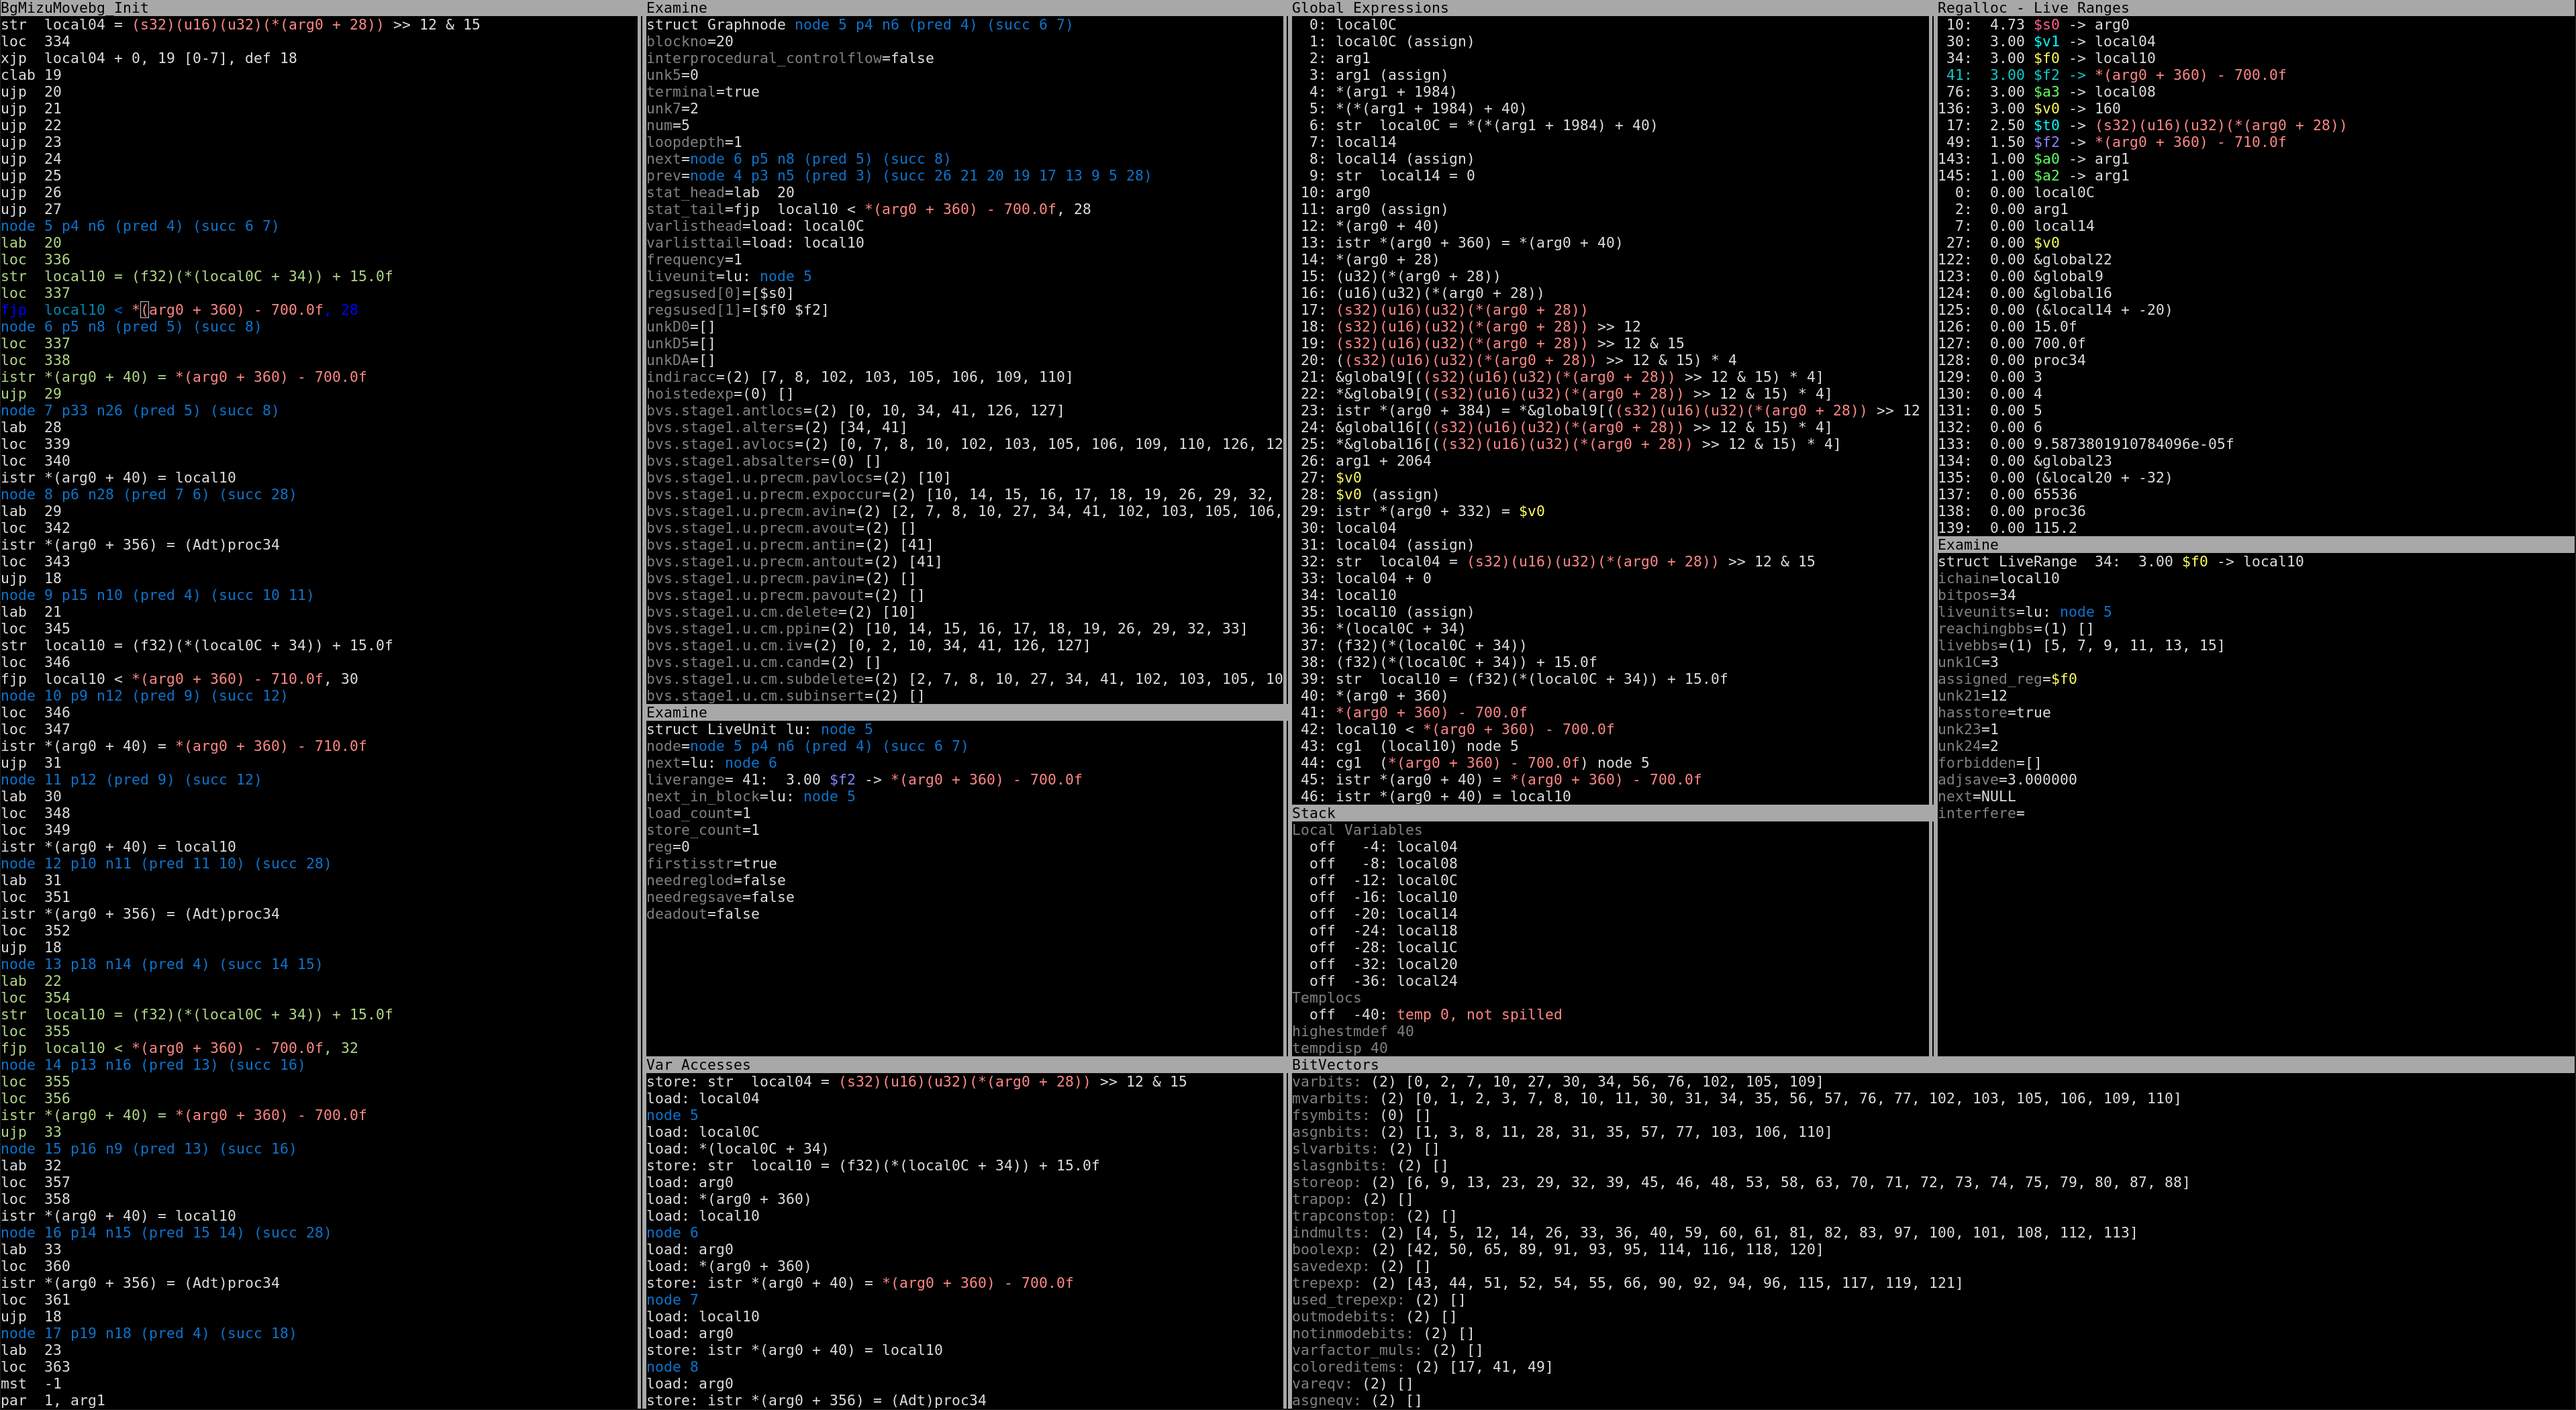 BgMizuMovebg_Init
str  local04 = (s32)(u16)(u32)(*(arg0 + 28)) >> 12 & 15
loc  334
xjp  local04 + 0, 19 [0-7], def 18
clab 19
ujp  20
ujp  21
ujp  22
ujp  23
ujp  24
ujp  25
ujp  26
ujp  27
node 5 p4 n6 (pred 4) (succ 6 7)
lab  20
loc  336
str  local10 = (f32)(*(local0C + 34)) + 15.0f
loc  337
fjp  local10 < *(arg0 + 360) - 700.0f, 28
node 6 p5 n8 (pred 5) (succ 8)
loc  337
loc  338
istr *(arg0 + 40) = *(arg0 + 360) - 700.0f
ujp  29
node 7 p33 n26 (pred 5) (succ 8)
lab  28
loc  339
loc  340
istr *(arg0 + 40) = local10
node 8 p6 n28 (pred 7 6) (succ 28)
lab  29
loc  342
istr *(arg0 + 356) = (Adt)proc34
loc  343
ujp  18
node 9 p15 n10 (pred 4) (succ 10 11)
lab  21
loc  345
str  local10 = (f32)(*(local0C + 34)) + 15.0f
loc  346
fjp  local10 < *(arg0 + 360) - 710.0f, 30
node 10 p9 n12 (pred 9) (succ 12)
loc  346
loc  347
istr *(arg0 + 40) = *(arg0 + 360) - 710.0f
ujp  31
node 11 p12 (pred 9) (succ 12)
lab  30
loc  348
loc  349
istr *(arg0 + 40) = local10
node 12 p10 n11 (pred 11 10) (succ 28)
lab  31
loc  351
istr *(arg0 + 356) = (Adt)proc34
loc  352
ujp  18
node 13 p18 n14 (pred 4) (succ 14 15)
lab  22
loc  354
str  local10 = (f32)(*(local0C + 34)) + 15.0f
loc  355
fjp  local10 < *(arg0 + 360) - 700.0f, 32
node 14 p13 n16 (pred 13) (succ 16)
loc  355
loc  356
istr *(arg0 + 40) = *(arg0 + 360) - 700.0f
ujp  33
node 15 p16 n9 (pred 13) (succ 16)
lab  32
loc  357
loc  358
istr *(arg0 + 40) = local10
node 16 p14 n15 (pred 15 14) (succ 28)
lab  33
loc  360
istr *(arg0 + 356) = (Adt)proc34
loc  361
ujp  18
node 17 p19 n18 (pred 4) (succ 18)
lab  23
loc  363
mst  -1
par  1, arg1
Examine
struct Graphnode node 5 p4 n6 (pred 4) (succ 6 7)
blockno=20
interprocedural_controlflow=false
unk5=0
terminal=true
unk7=2
num=5
loopdepth=1
next=node 6 p5 n8 (pred 5) (succ 8)
prev=node 4 p3 n5 (pred 3) (succ 26 21 20 19 17 13 9 5 28)
stat_head=lab  20
stat_tail=fjp  local10 < *(arg0 + 360) - 700.0f, 28
varlisthead=load: local0C
varlisttail=load: local10
frequency=1
liveunit=lu: node 5
regsused[0]=[$s0]
regsused[1]=[$f0 $f2]
unkD0=[]
unkD5=[]
unkDA=[]
indiracc=(2) [7, 8, 102, 103, 105, 106, 109, 110]
hoistedexp=(0) []
bvs.stage1.antlocs=(2) [0, 10, 34, 41, 126, 127]
bvs.stage1.alters=(2) [34, 41]
bvs.stage1.avlocs=(2) [0, 7, 8, 10, 102, 103, 105, 106, 109, 110, 126, 12
bvs.stage1.absalters=(0) []
bvs.stage1.u.precm.pavlocs=(2) [10]
bvs.stage1.u.precm.expoccur=(2) [10, 14, 15, 16, 17, 18, 19, 26, 29, 32,
bvs.stage1.u.precm.avin=(2) [2, 7, 8, 10, 27, 34, 41, 102, 103, 105, 106,
bvs.stage1.u.precm.avout=(2) []
bvs.stage1.u.precm.antin=(2) [41]
bvs.stage1.u.precm.antout=(2) [41]
bvs.stage1.u.precm.pavin=(2) []
bvs.stage1.u.precm.pavout=(2) []
bvs.stage1.u.cm.delete=(2) [10]
bvs.stage1.u.cm.ppin=(2) [10, 14, 15, 16, 17, 18, 19, 26, 29, 32, 33]
bvs.stage1.u.cm.iv=(2) [0, 2, 10, 34, 41, 126, 127]
bvs.stage1.u.cm.cand=(2) []
bvs.stage1.u.cm.subdelete=(2) [2, 7, 8, 10, 27, 34, 41, 102, 103, 105, 10
bvs.stage1.u.cm.subinsert=(2) []
Examine
struct LiveUnit lu: node 5
node=node 5 p4 n6 (pred 4) (succ 6 7)
next=lu: node 6
liverange= 41:  3.00 $f2 -> *(arg0 + 360) - 700.0f
next_in_block=lu: node 5
load_count=1
store_count=1
reg=0
firstisstr=true
needreglod=false
needregsave=false
deadout=false
Var Accesses
store: str  local04 = (s32)(u16)(u32)(*(arg0 + 28)) >> 12 & 15
load: local04
node 5
load: local0C
load: *(local0C + 34)
store: str  local10 = (f32)(*(local0C + 34)) + 15.0f
load: arg0
load: *(arg0 + 360)
load: local10
node 6
load: arg0
load: *(arg0 + 360)
store: istr *(arg0 + 40) = *(arg0 + 360) - 700.0f
node 7
load: local10
load: arg0
store: istr *(arg0 + 40) = local10
node 8
load: arg0
store: istr *(arg0 + 356) = (Adt)proc34
Global Expressions
0: local0C
1: local0C (assign)
2: arg1
3: arg1 (assign)
4: *(arg1 + 1984)
5: *(*(arg1 + 1984) + 40)
6: str  local0C = *(*(arg1 + 1984) + 40)
7: local14
8: local14 (assign)
9: str  local14 = 0
10: arg0
11: arg0 (assign)
12: *(arg0 + 40)
13: istr *(arg0 + 360) = *(arg0 + 40)
14: *(arg0 + 28)
15: (u32)(*(arg0 + 28))
16: (u16)(u32)(*(arg0 + 28))
17: (s32)(u16)(u32)(*(arg0 + 28))
18: (s32)(u16)(u32)(*(arg0 + 28)) >> 12
19: (s32)(u16)(u32)(*(arg0 + 28)) >> 12 & 15
20: ((s32)(u16)(u32)(*(arg0 + 28)) >> 12 & 15) * 4
21: &global9[((s32)(u16)(u32)(*(arg0 + 28)) >> 12 & 15) * 4]
22: *&global9[((s32)(u16)(u32)(*(arg0 + 28)) >> 12 & 15) * 4]
23: istr *(arg0 + 384) = *&global9[((s32)(u16)(u32)(*(arg0 + 28)) >> 12
24: &global16[((s32)(u16)(u32)(*(arg0 + 28)) >> 12 & 15) * 4]
25: *&global16[((s32)(u16)(u32)(*(arg0 + 28)) >> 12 & 15) * 4]
26: arg1 + 2064
27: $v0
28: $v0 (assign)
29: istr *(arg0 + 332) = $v0
30: local04
31: local04 (assign)
32: str  local04 = (s32)(u16)(u32)(*(arg0 + 28)) >> 12 & 15
33: local04 + 0
34: local10
35: local10 (assign)
36: *(local0C + 34)
37: (f32)(*(local0C + 34))
38: (f32)(*(local0C + 34)) + 15.0f
39: str  local10 = (f32)(*(local0C + 34)) + 15.0f
40: *(arg0 + 360)
41: *(arg0 + 360) - 700.0f
42: local10 < *(arg0 + 360) - 700.0f
43: cg1  (local10) node 5
44: cg1  (*(arg0 + 360) - 700.0f) node 5
45: istr *(arg0 + 40) = *(arg0 + 360) - 700.0f
46: istr *(arg0 + 40) = local10
Stack
Local Variables
off   -4: local04
off   -8: local08
off  -12: local0C
off  -16: local10
off  -20: local14
off  -24: local18
off  -28: local1C
off  -32: local20
off  -36: local24
Templocs
off  -40: temp 0, not spilled
highestmdef 40
tempdisp 40
BitVectors
varbits: (2) [0, 2, 7, 10, 27, 30, 34, 56, 76, 102, 105, 109]
mvarbits: (2) [0, 1, 2, 3, 7, 8, 10, 11, 30, 31, 34, 35, 56, 57, 76, 77, 102, 103, 105, 106, 109, 110]
fsymbits: (0) []
asgnbits: (2) [1, 3, 8, 11, 28, 31, 35, 57, 77, 103, 106, 110]
slvarbits: (2) []
slasgnbits: (2) []
storeop: (2) [6, 9, 13, 23, 29, 32, 39, 45, 46, 48, 53, 58, 63, 70, 71, 72, 73, 74, 75, 79, 80, 87, 88]
trapop: (2) []
trapconstop: (2) []
indmults: (2) [4, 5, 12, 14, 26, 33, 36, 40, 59, 60, 61, 81, 82, 83, 97, 100, 101, 108, 112, 113]
boolexp: (2) [42, 50, 65, 89, 91, 93, 95, 114, 116, 118, 120]
savedexp: (2) []
trepexp: (2) [43, 44, 51, 52, 54, 55, 66, 90, 92, 94, 96, 115, 117, 119, 121]
used_trepexp: (2) []
outmodebits: (2) []
notinmodebits: (2) []
varfactor_muls: (2) []
coloreditems: (2) [17, 41, 49]
vareqv: (2) []
asgneqv: (2) []
Regalloc - Live Ranges
10:  4.73 $s0 -> arg0
30:  3.00 $v1 -> local04
34:  3.00 $f0 -> local10
41:  3.00 $f2 -> *(arg0 + 360) - 700.0f
76:  3.00 $a3 -> local08
136:  3.00 $v0 -> 160
17:  2.50 $t0 -> (s32)(u16)(u32)(*(arg0 + 28))
49:  1.50 $f2 -> *(arg0 + 360) - 710.0f
143:  1.00 $a0 -> arg1
145:  1.00 $a2 -> arg1
0:  0.00 local0C
2:  0.00 arg1
7:  0.00 local14
27:  0.00 $v0
122:  0.00 &global22
123:  0.00 &global9
124:  0.00 &global16
125:  0.00 (&local14 + -20)
126:  0.00 15.0f
127:  0.00 700.0f
128:  0.00 proc34
129:  0.00 3
130:  0.00 4
131:  0.00 5
132:  0.00 6
133:  0.00 9.5873801910784096e-05f
134:  0.00 &global23
135:  0.00 (&local20 + -32)
137:  0.00 65536
138:  0.00 proc36
139:  0.00 115.2
Examine
struct LiveRange  34:  3.00 $f0 -> local10
ichain=local10
bitpos=34
liveunits=lu: node 5
reachingbbs=(1) []
livebbs=(1) [5, 7, 9, 11, 13, 15]
unk1C=3
assigned_reg=$f0
unk21=12
hasstore=true
unk23=1
unk24=2
forbidden=[]
adjsave=3.000000
next=NULL
interfere=